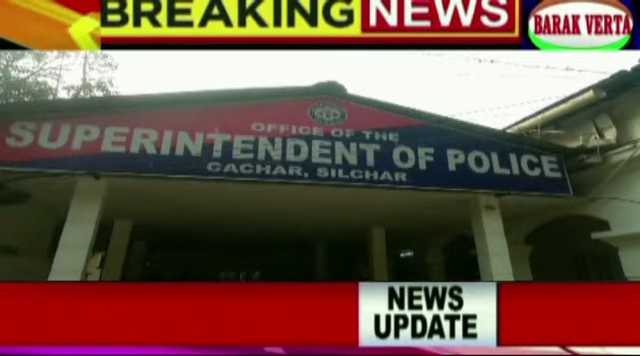 BREAKING NEWS
BARAK VERTA
OFFICE OF THE
SUPERINTENDENT OF POLICE
CACHAR, SILCHAR
NEWS
UPDATE